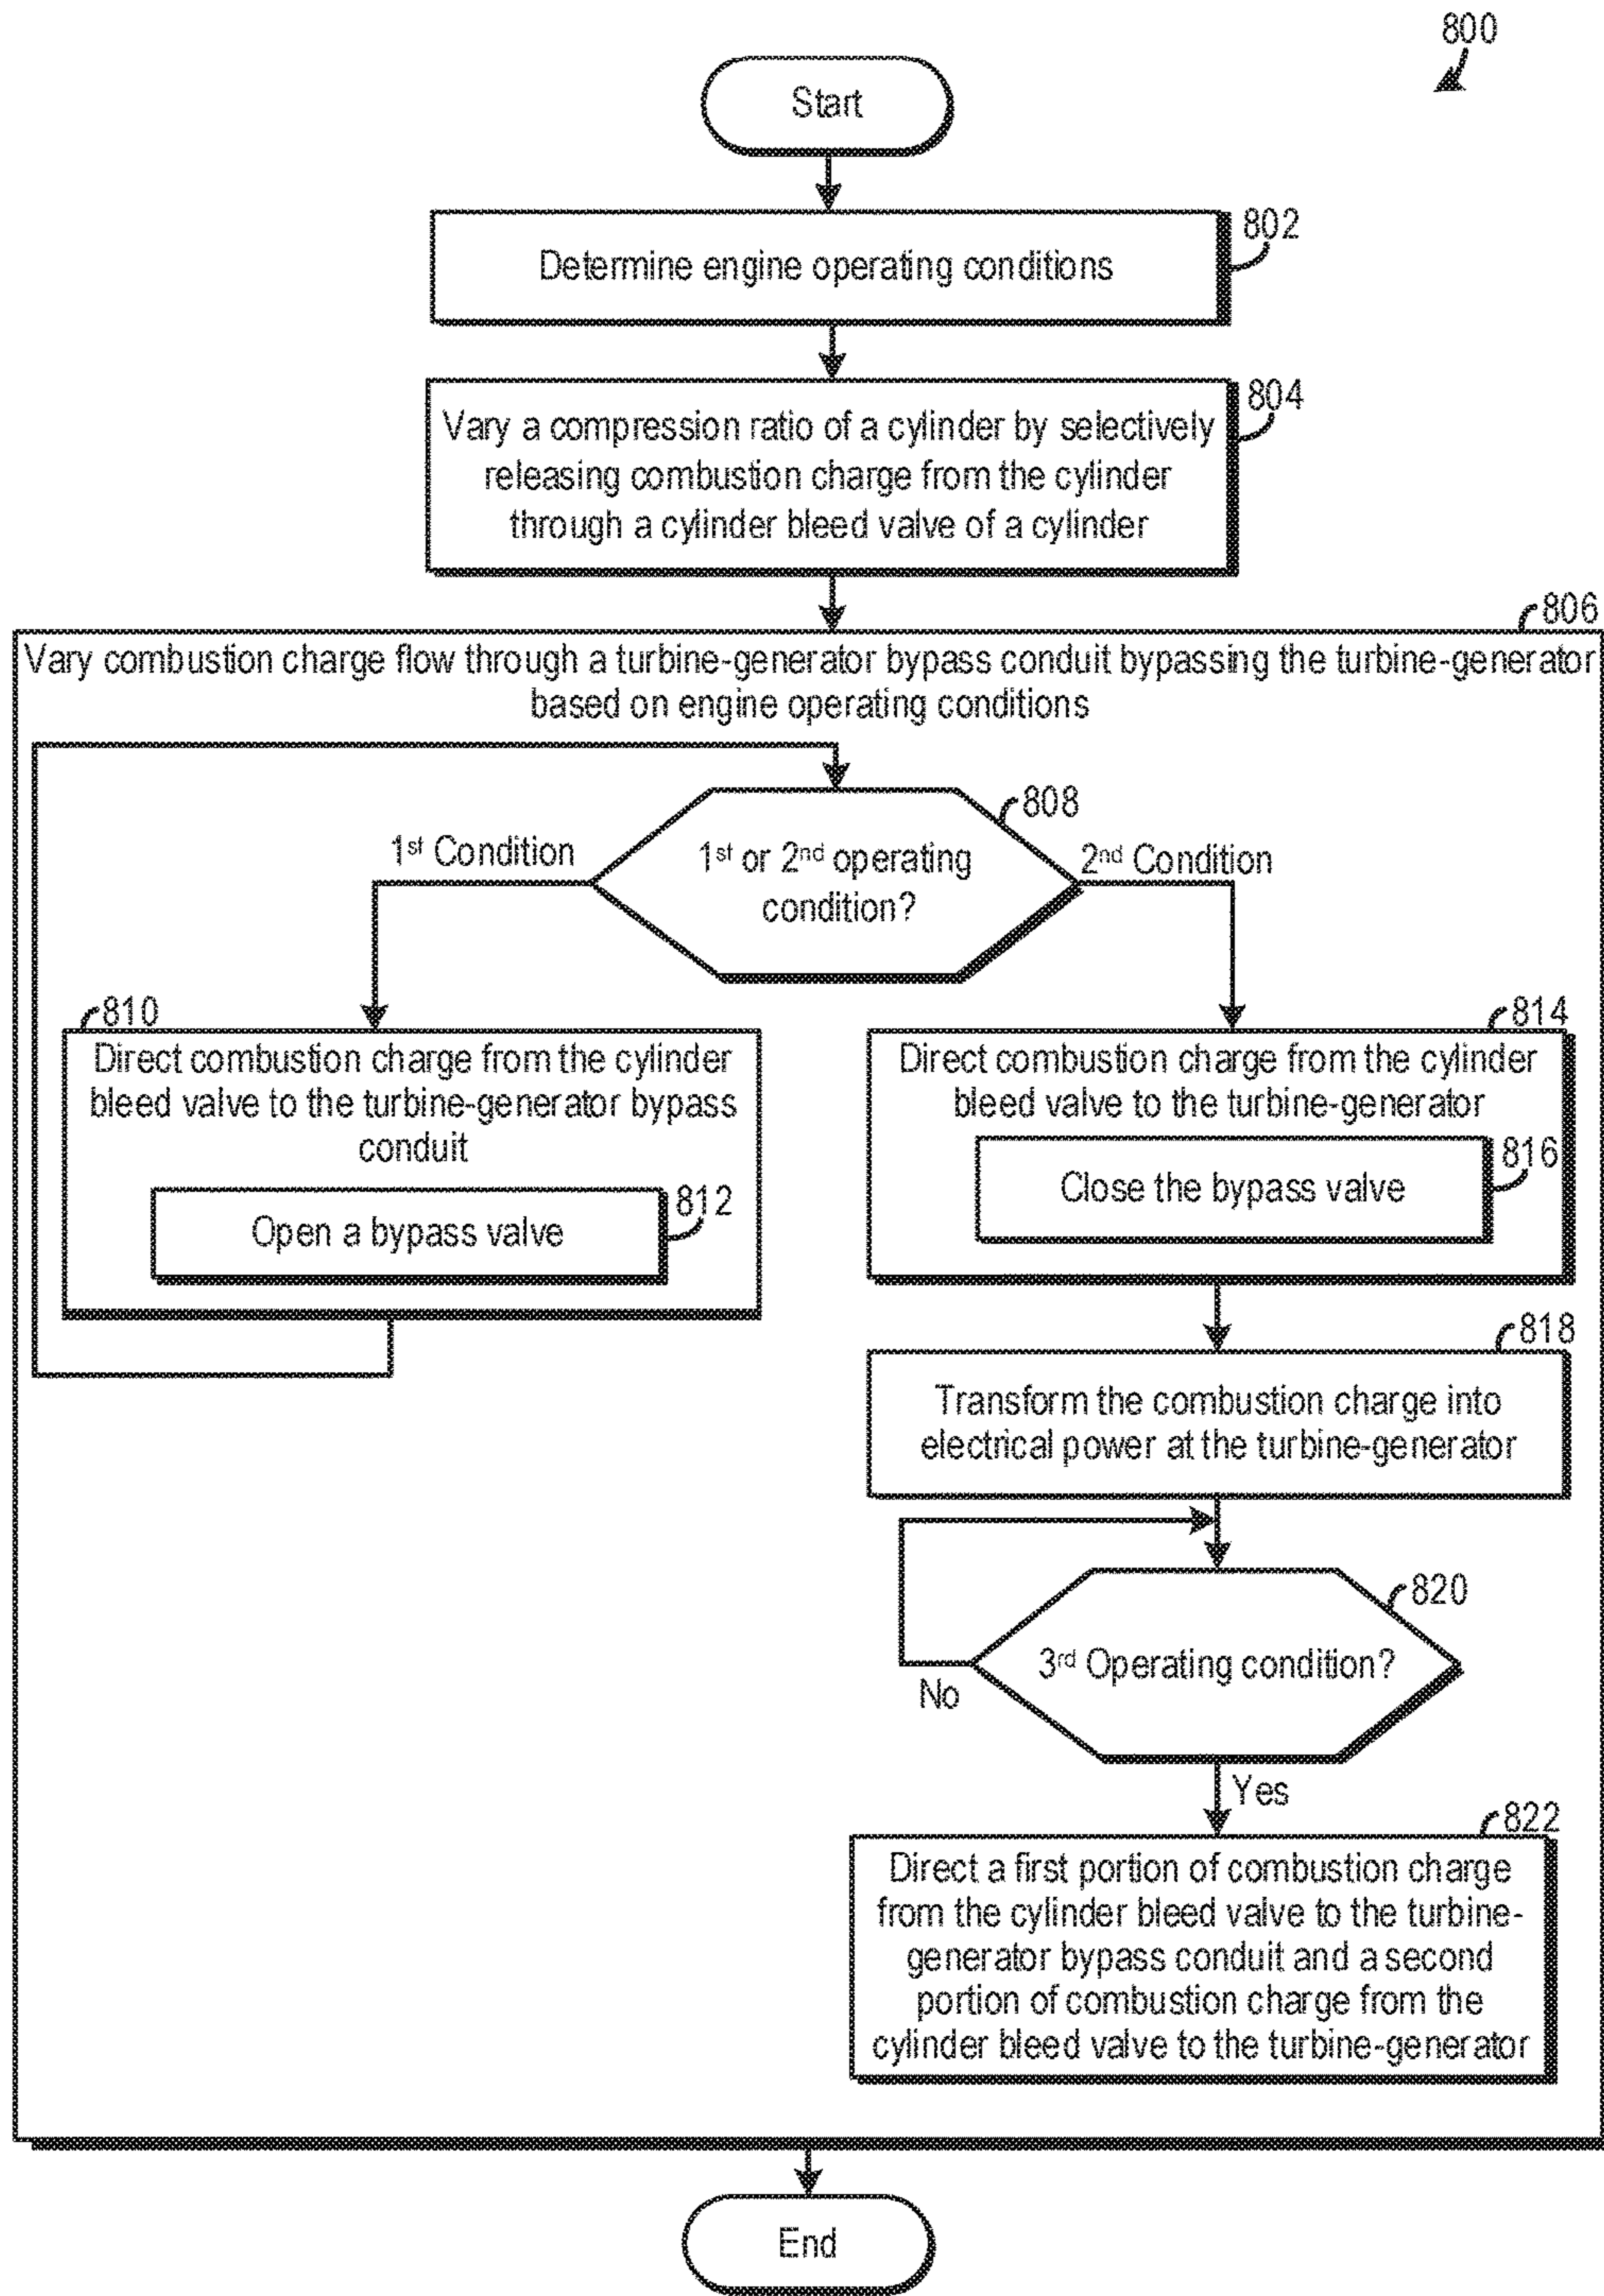 800
Start
802
Determine engine operating conditions
804
Vary a compression ratio of a cylinder by selectively
releasing combustion charge from the cylinder
through a cylinder bleed valve of a cylinder
806
Vary combustion charge flow through a turbine-generator bypass conduit bypassing the turbine-generator
based on engine operating conditions
808
1st Condition
1st or 2nd operating
condition?
2nd Condition
810
Direct combustion charge from the cylinder
bleed valve to the turbine-generator bypass
conduit
812
Open a bypass valve
814
Direct combustion charge from the cylinder
bleed valve to the turbine-generator
816
Close the bypass valve
818
Transform the combustion charge into
electrical power at the turbine-generator
820
3rd Operating condition?
No
Yes
822
Direct a first portion of combustion charge
from the cylinder bleed valve to the turbine-
generator bypass conduit and a second
portion of combustion charge from the
cylinder bleed valve to the turbine-generator
End